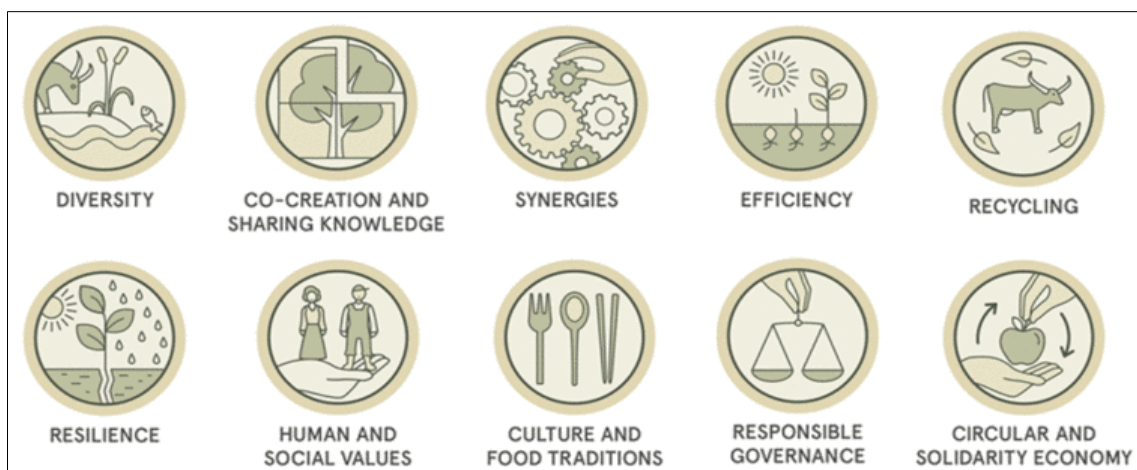 DIVERSITY
CO-CREATION AND
SHARING KNOWLEDGE
SYNERGIES
EFFICIENCY
RECYCLING
RESILIENCE
HUMAN AND
SOCIAL VALUES
CULTURE AND
FOOD TRADITIONS
RESPONSIBLE
GOVERNANCE
CIRCULAR AND
SOLIDARITY ECONOMY